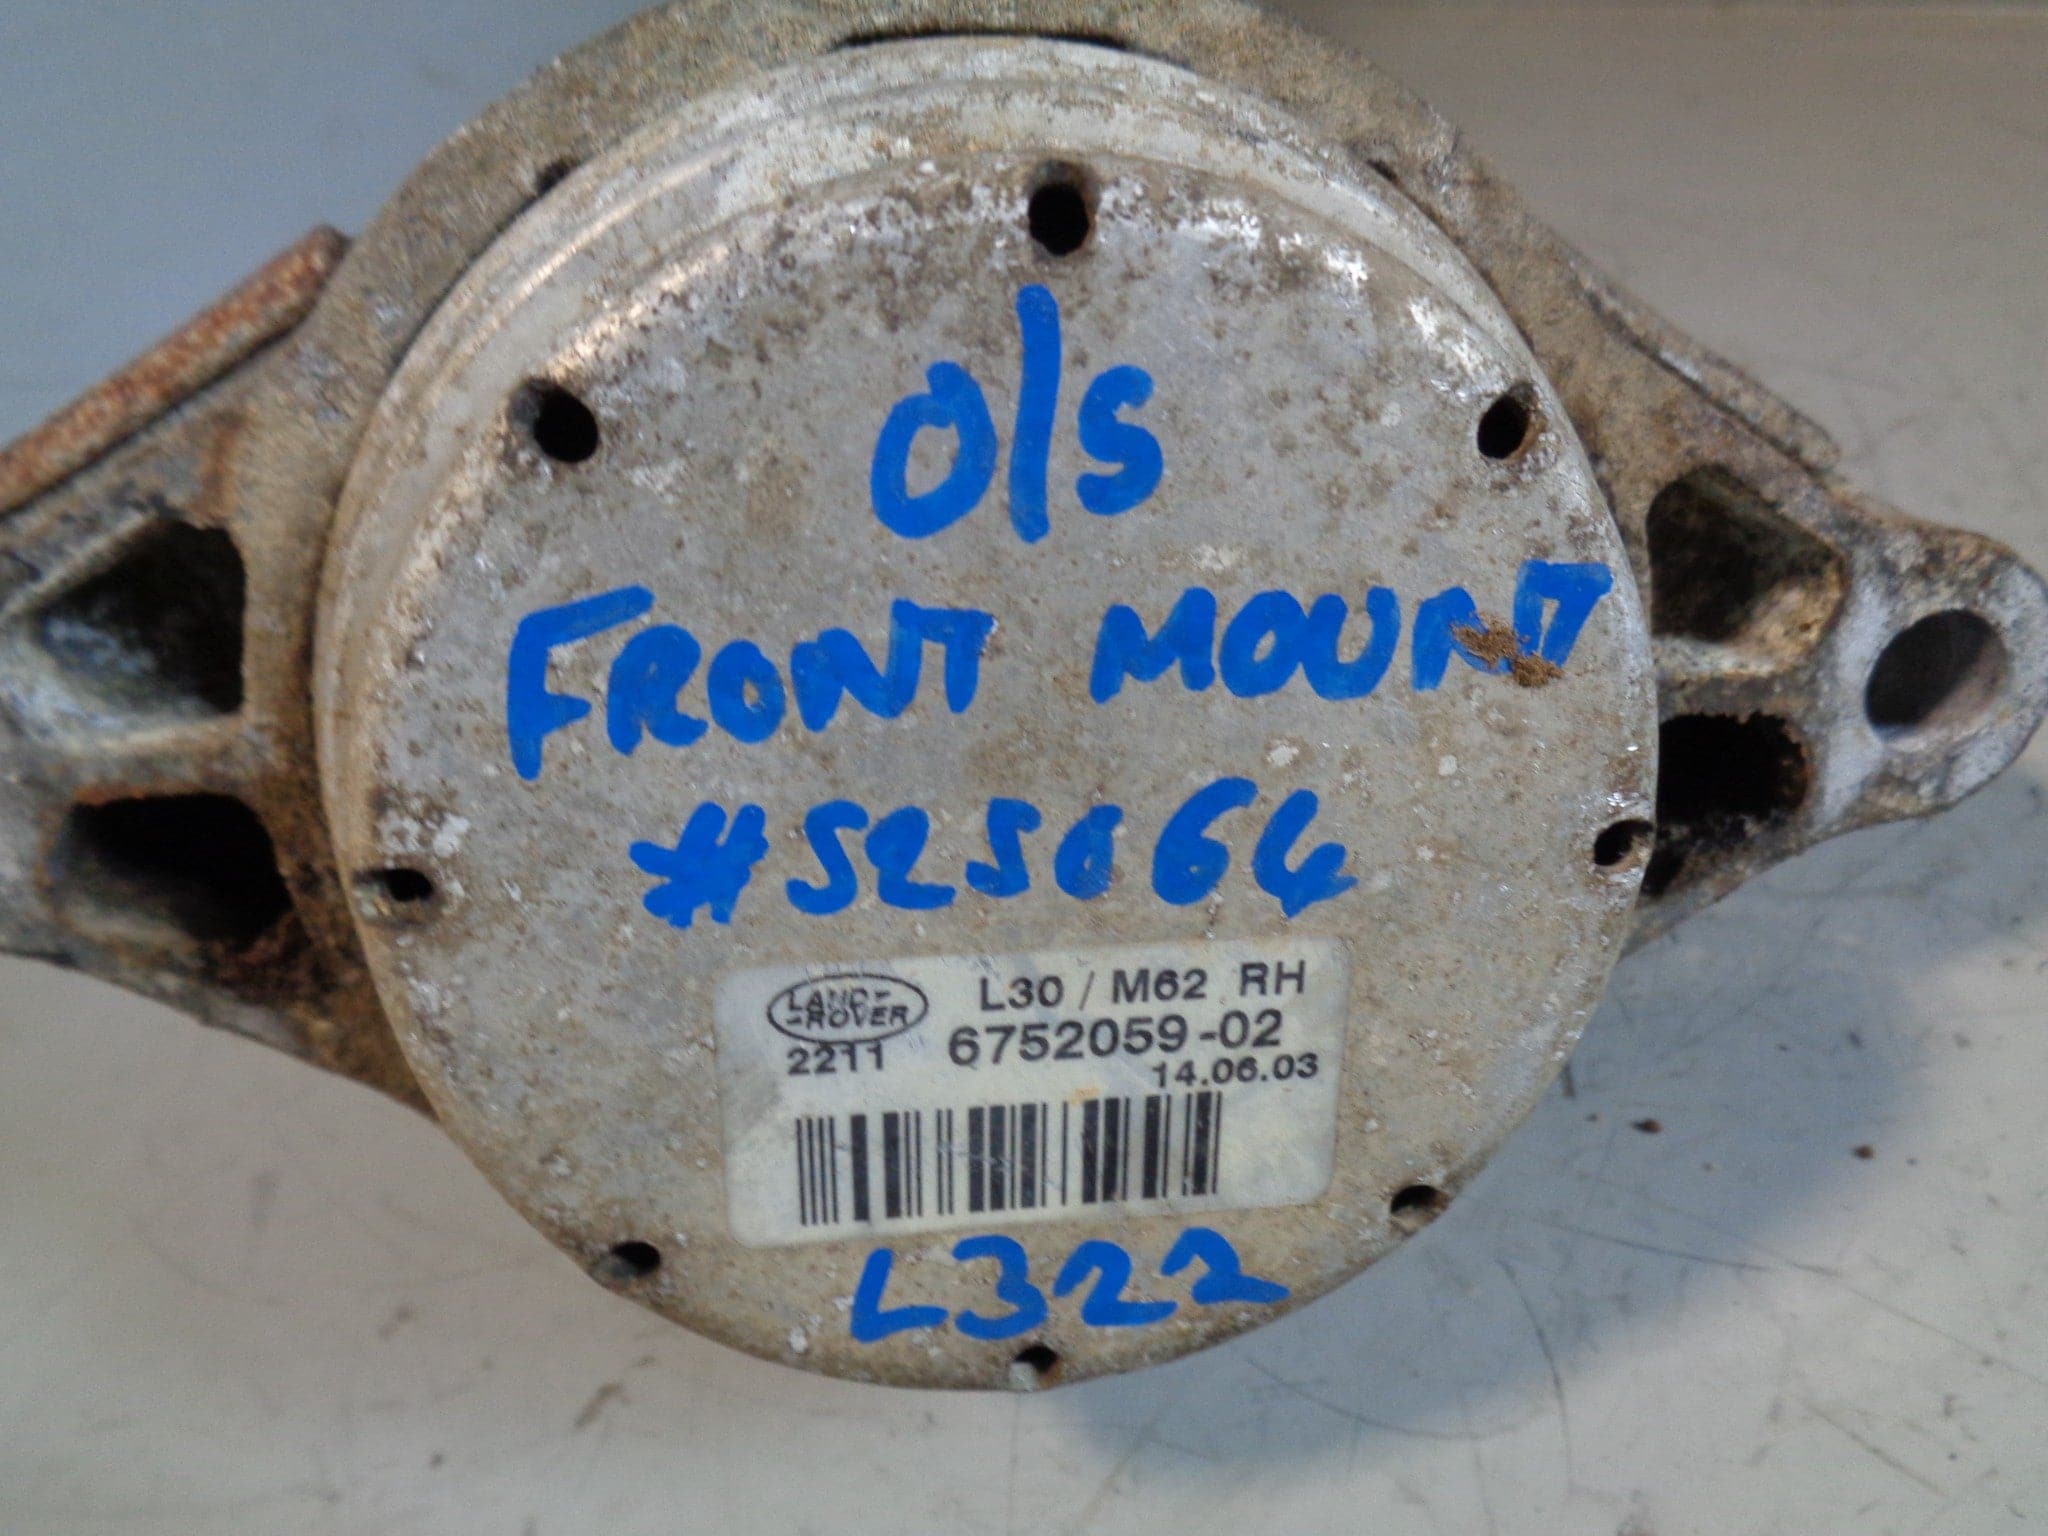 O/S
FRONT MOUNT
#525064
LAND-
-ROVER
L30 / M62 RH
2211 6752059-02
14.06.03
L322